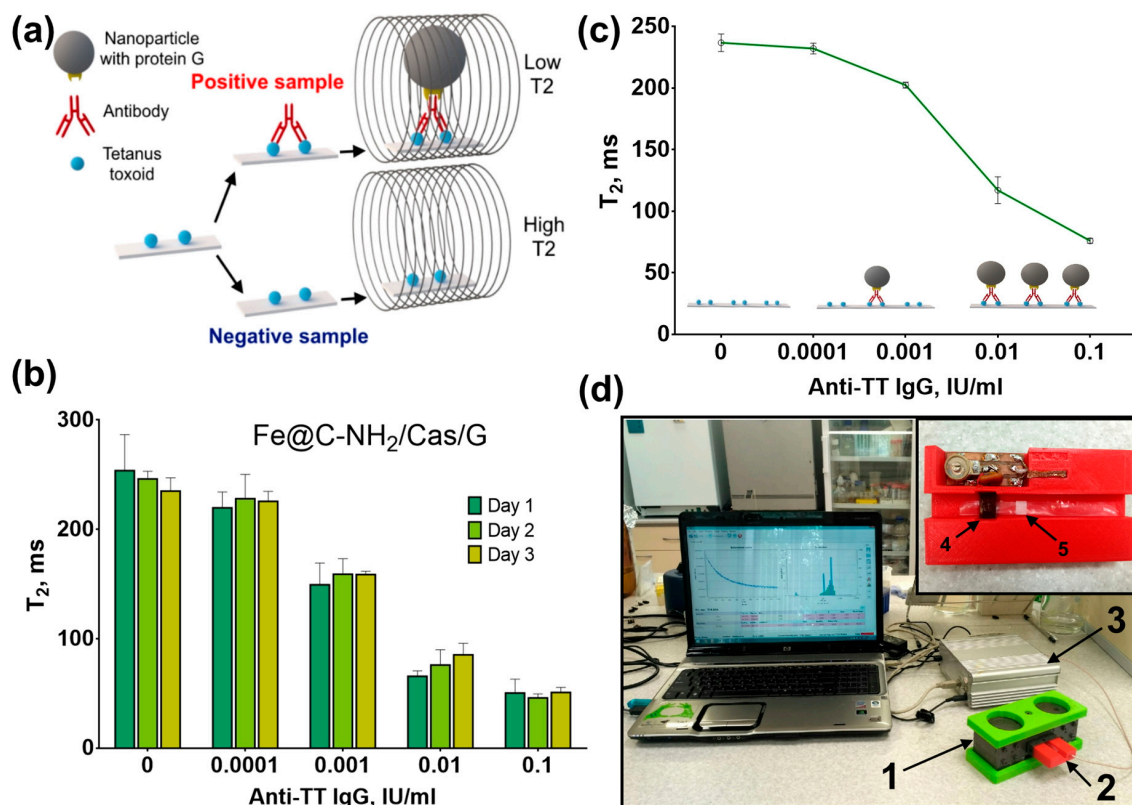 (a)
Nanoparticle
with protein G
Antibody
Tetanus
toxoid
Positive sample
Negative sample
Low
T2
High
T2
(b)
Fe@C-NH₂/Cas/G
T₂, ms
300
200
100
0
Day 1
Day 2
Day 3
0 0.0001 0.001 0.01 0.1
Anti-TT IgG, IU/ml
(c)
T₂, ms
250
200
150
100
50
0
0 0.0001 0.001 0.01 0.1
Anti-TT IgG, IU/ml
(d)
4
5
3
1
2